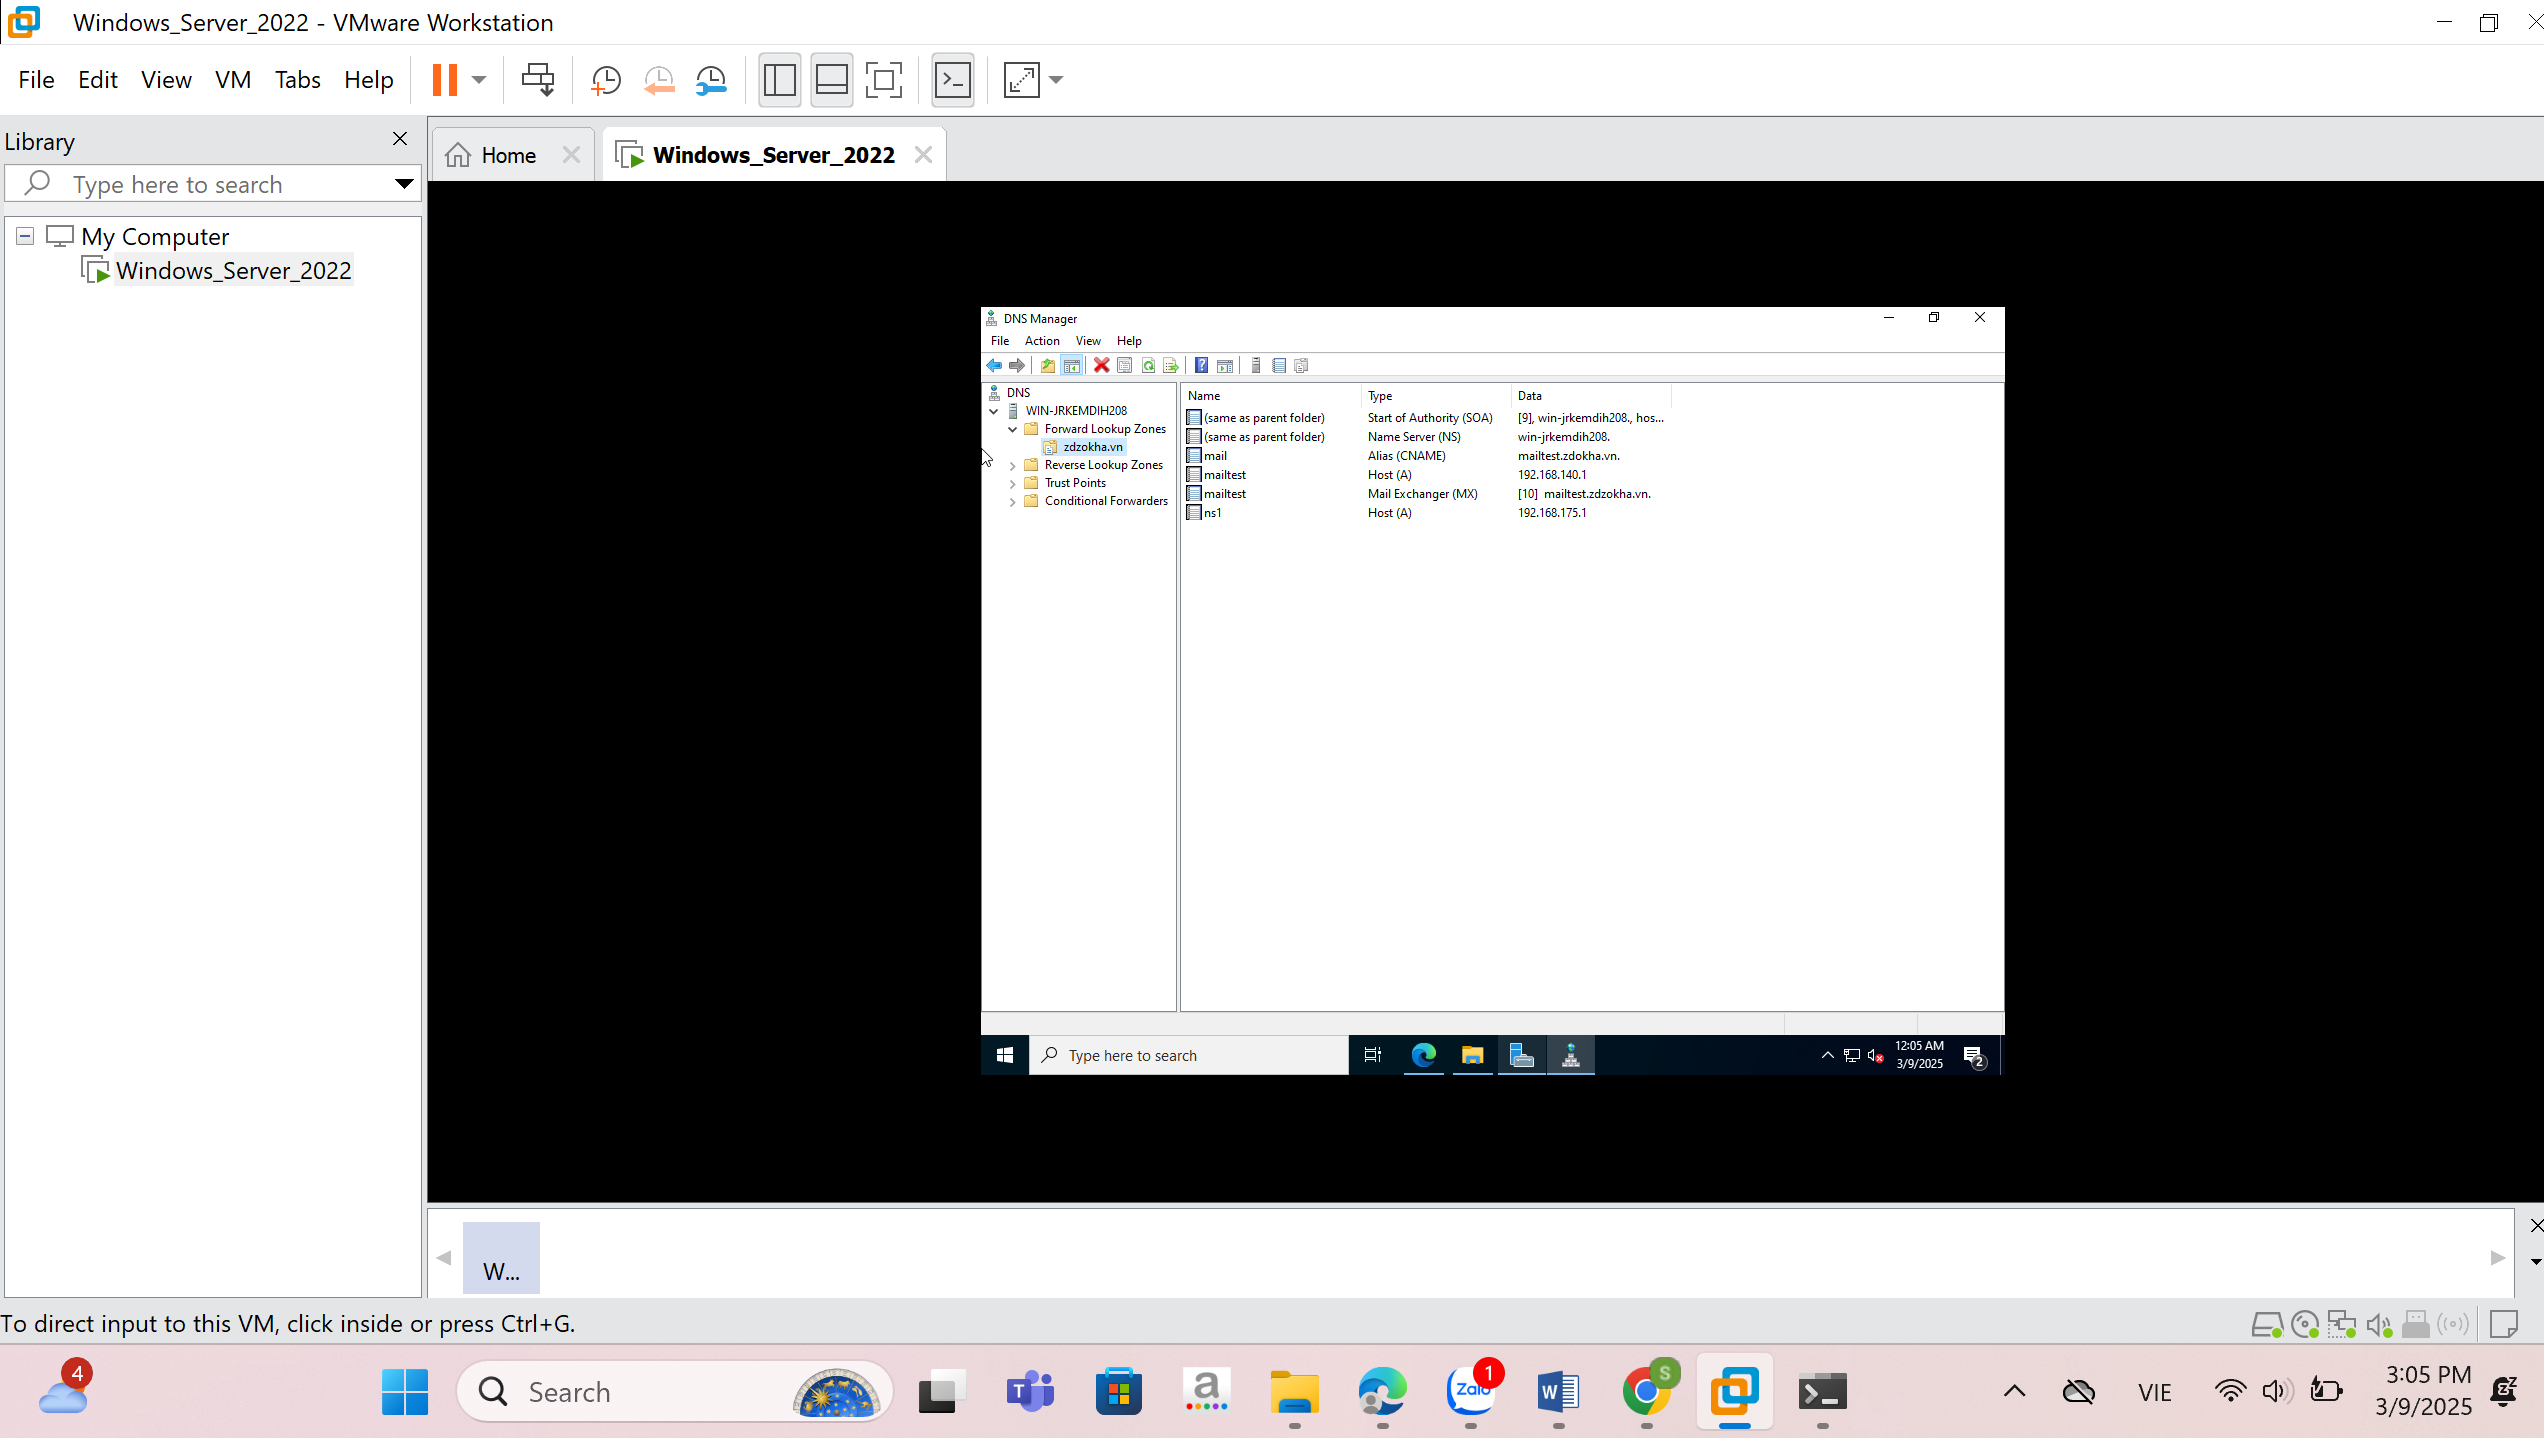 Windows_Server_2022 - VMware Workstation
File Edit View VM Tabs Help
Library
Type here to search
My Computer
Windows_Server_2022
Home
Windows_Server_2022
DNS Manager
File Action View Help
DNS
WIN-JRKEMDIH208
Forward Lookup Zones
zdzokha.vn
Reverse Lookup Zones
Trust Points
Conditional Forwarders
Name Type Data
(same as parent folder) Start of Authority (SOA) [9], win-jrkemdih208., hos...
(same as parent folder) Name Server (NS) win-jrkemdih208.
mail Alias (CNAME) mailtest.zdokha.vn.
mailtest Host (A) 192.168.140.1
mailtest Mail Exchanger (MX) [10] mailtest.zdzokha.vn.
ns1 Host (A) 192.168.175.1
Type here to search
12:05 AM
3/9/2025
2
W...
To direct input to this VM, click inside or press Ctrl+G.
4
Search
T
a
Zalo
1
W
S
VIE
3:05 PM
3/9/2025